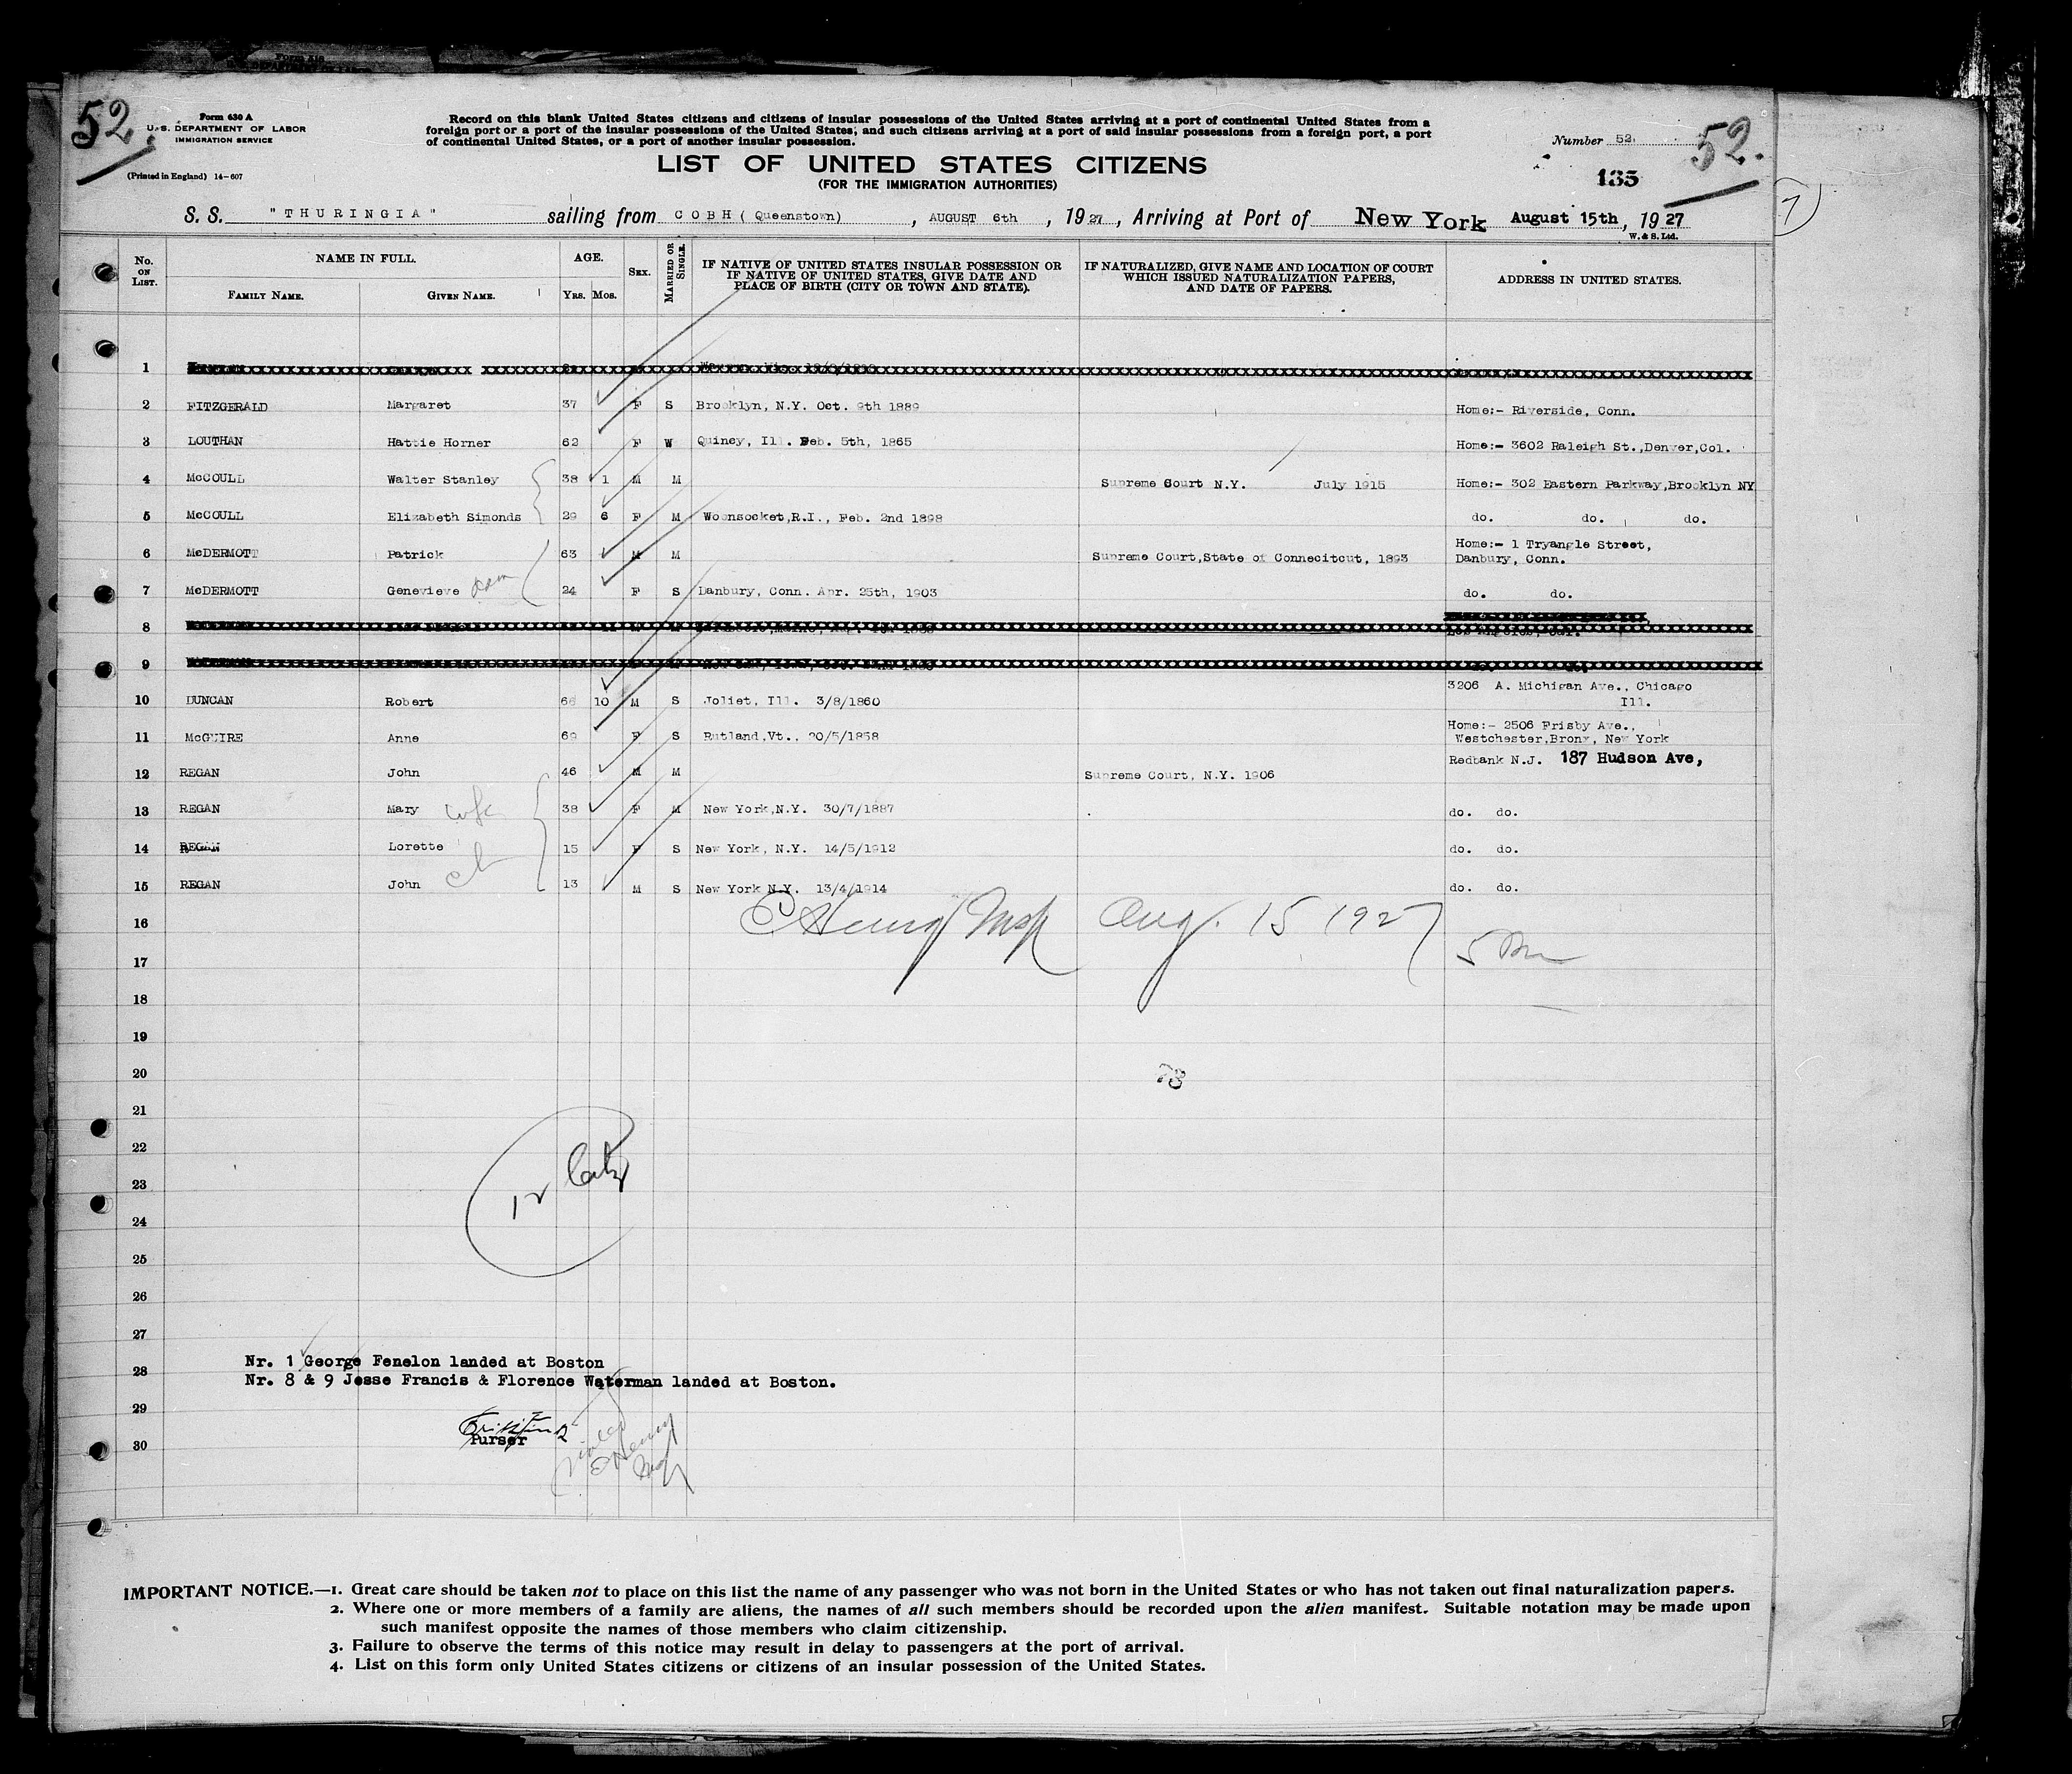 52.
Form 630 A
U.S. DEPARTMENT OF LABOR
IMMIGRATION SERVICE
(Printed in England) 14-607
Record on this blank United States citizens and citizens of insular possessions of the United States arriving at a port of continental United States from a
foreign port or a port of the insular possessions of the United States, and such citizens arriving at a port of said insular possessions from a foreign port, a port
of continental United States, or a port of another insular possession.
LIST OF UNITED STATES CITIZENS
(FOR THE IMMIGRATION AUTHORITIES)
Number 52.
52.
135
7
S. S. "THURINGIA" sailing from COBH (Queenstown), AUGUST 6th, 1927, Arriving at Port of New York August 15th, 1927
W. & S. Ltd.
No. ON LIST.
NAME IN FULL.
FAMILY NAME. GIVEN NAME.
AGE.
YRS. MOS.
SEX.
MARRIED OR SINGLE.
IF NATIVE OF UNITED STATES INSULAR POSSESSION OR
IF NATIVE OF UNITED STATES, GIVE DATE AND
PLACE OF BIRTH (CITY OR TOWN AND STATE).
IF NATURALIZED, GIVE NAME AND LOCATION OF COURT
WHICH ISSUED NATURALIZATION PAPERS,
AND DATE OF PAPERS.
ADDRESS IN UNITED STATES.
1
2 FITZGERALD Margaret 37 F S Brooklyn, N.Y. Oct. 9th 1889 Home:- Riverside, Conn.
3 LOUTHAN Hattie Horner 62 F W Quincy, Ill. Feb. 5th, 1865 Home:- 3602 Raleigh St.,Denver,Col.
4 McCOULL Walter Stanley 38 1 M M Supreme Court N.Y. July 1915 Home:- 302 Eastern Parkway,Brooklyn NY
5 McCOULL Elizabeth Simonds 29 6 F M Woonsocket,R.I., Feb. 2nd 1898 do. do. do.
6 McDERMOTT Patrick 63 M M Supreme Court,State of Connecitcut, 1893 Home:- 1 Tryangle Street,
Danbury, Conn.
7 McDERMOTT Genevieve 24 F S Danbury, Conn. Apr. 25th, 1903 do. do.
8
9
10 DUNCAN Robert 66 10 M S Joliet, Ill. 3/8/1860 3206 A. Michigan Ave., Chicago
Ill.
11 McGUIRE Anne 69 F S Rutland,Vt., 20/5/1858 Home:- 2506 Frisby Ave.,
Westchester,Bronx, New York
12 REGAN John 46 M M Supreme Court, N.Y. 1906 Redbank N.J. 187 Hudson Ave,
13 REGAN Mary wife 38 F M New York,N.Y. 30/7/1887 do. do.
14 REGAN Lorette 15 F S New York, N.Y. 14/5/1912 do. do.
15 REGAN John ch 13 M S New York N.Y. 13/4/1914 do. do.
16 Henry Insp Aug. 15 1927
17
18
19
20
21
22
23
24
25
26
27
28
29
30
73
12
Nr. 1 George Fenelon landed at Boston
Nr. 8 & 9 Jesse Francis & Florence Waterman landed at Boston.
Purser
IMPORTANT NOTICE.—1. Great care should be taken not to place on this list the name of any passenger who was not born in the United States or who has not taken out final naturalization papers.
2. Where one or more members of a family are aliens, the names of all such members should be recorded upon the alien manifest. Suitable notation may be made upon
such manifest opposite the names of those members who claim citizenship.
3. Failure to observe the terms of this notice may result in delay to passengers at the port of arrival.
4. List on this form only United States citizens or citizens of an insular possession of the United States.